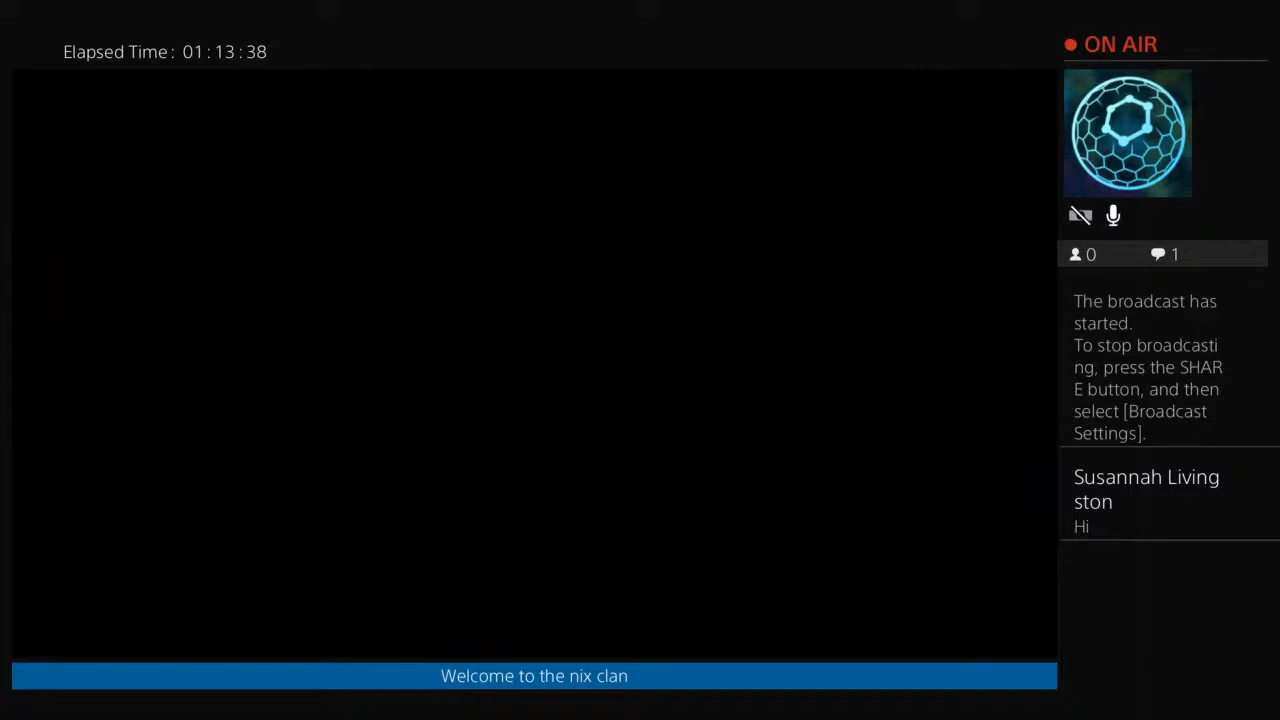 Elapsed Time: 01:13:38
ON AIR
0
1
The broadcast has
started.
To stop broadcasti
ng, press the SHAR
E button, and then
select [Broadcast
Settings].
Susannah Living
ston
Hi
Welcome to the nix clan